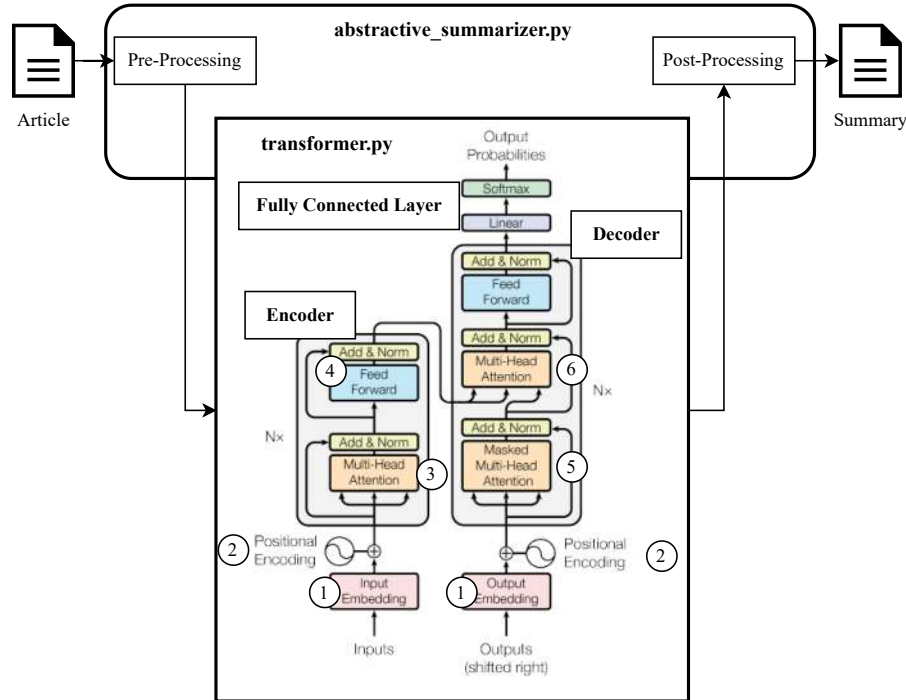 abstractive_summarizer.py
Pre-Processing
Post-Processing
Article
Summary
transformer.py
Output
Probabilities
Softmax
Fully Connected Layer
Linear
Decoder
Add & Norm
Feed
Forward
Encoder
Add & Norm
4
Feed
Forward
Add & Norm
Multi-Head
Attention
6
N×
N×
Add & Norm
Multi-Head
Attention
3
Add & Norm
Masked
Multi-Head
Attention
5
2
Positional
Encoding
Positional
Encoding
2
1
Input
Embedding
1
Output
Embedding
Inputs
Outputs
(shifted right)